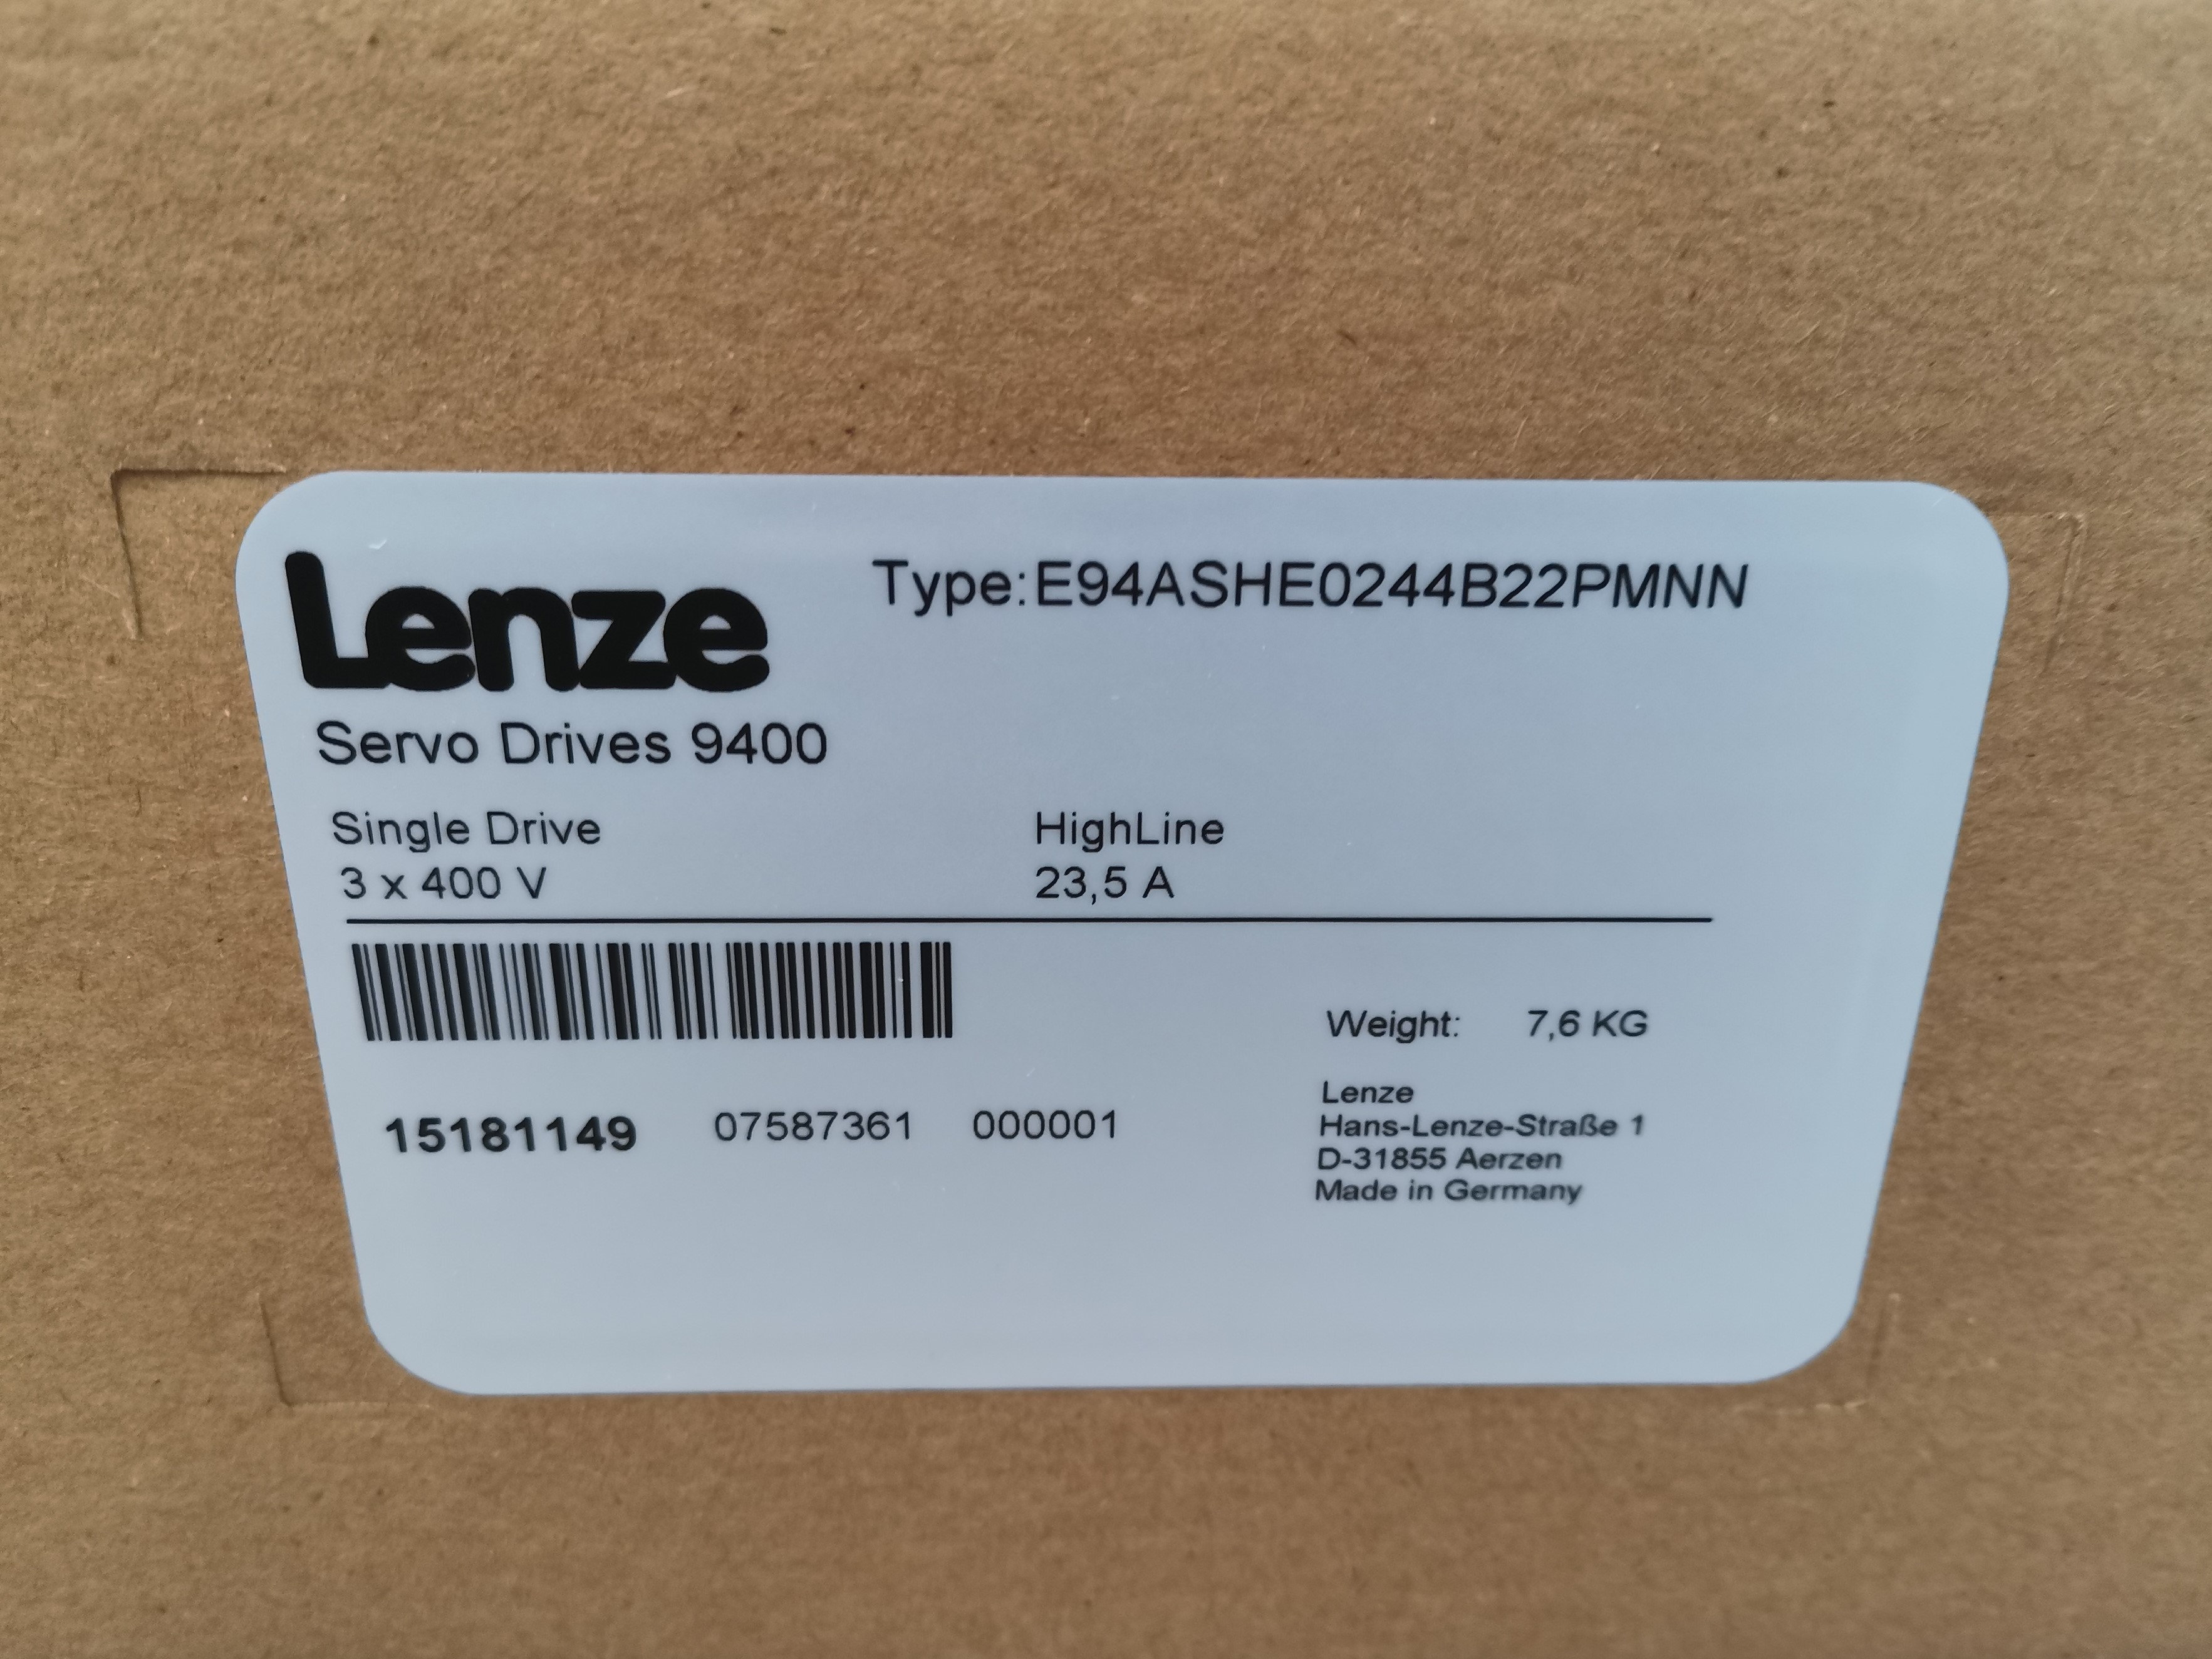 Lenze
Type:E94ASHE0244B22PMNN
Servo Drives 9400
Single Drive HighLine
3 x 400 V 23,5 A
Weight: 7,6 KG
15181149 07587361 000001
Lenze
Hans-Lenze-Straße 1
D-31855 Aerzen
Made in Germany